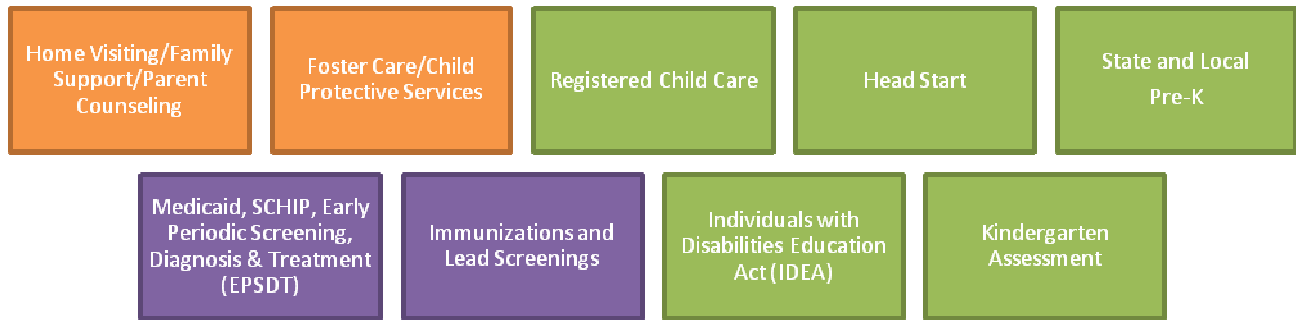 Home Visiting/Family
Support/Parent
Counseling
Foster Care/Child
Protective Services
Registered Child Care
Head Start
State and Local
Pre-K
Medicaid, SCHIP, Early
Periodic Screening,
Diagnosis & Treatment
(EPSDT)
Immunizations and
Lead Screenings
Individuals with
Disabilities Education
Act (IDEA)
Kindergarten
Assessment